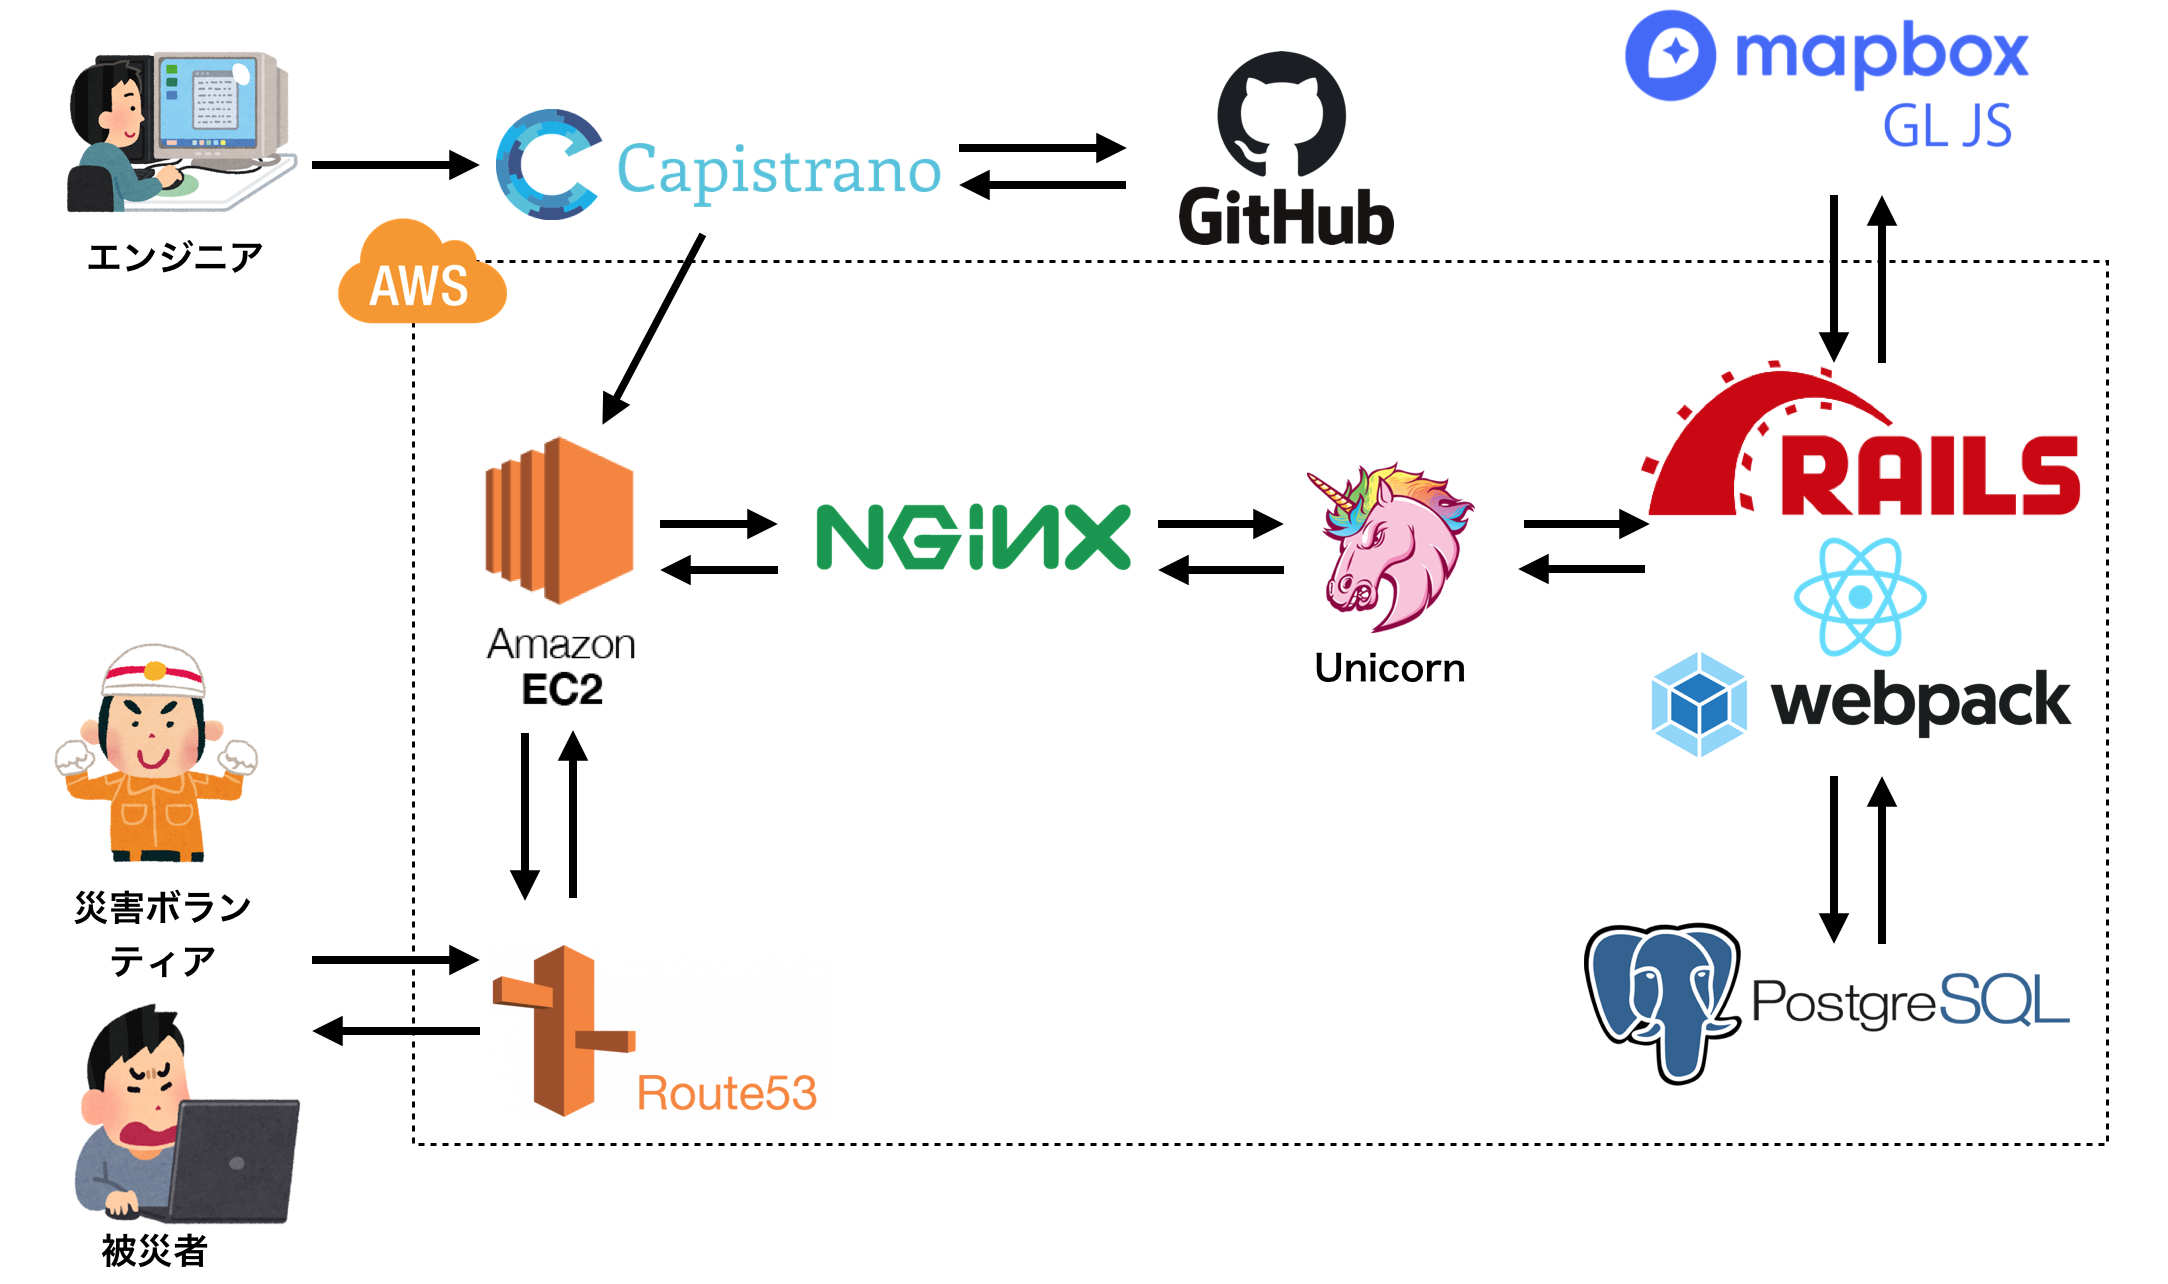 mapbox
GL JS
Capistrano
GitHub
エンジニア
AWS
RAILS
NGINX
Amazon
EC2
Unicorn
webpack
災害ボラン
ティア
PostgreSQL
Route53
被災者